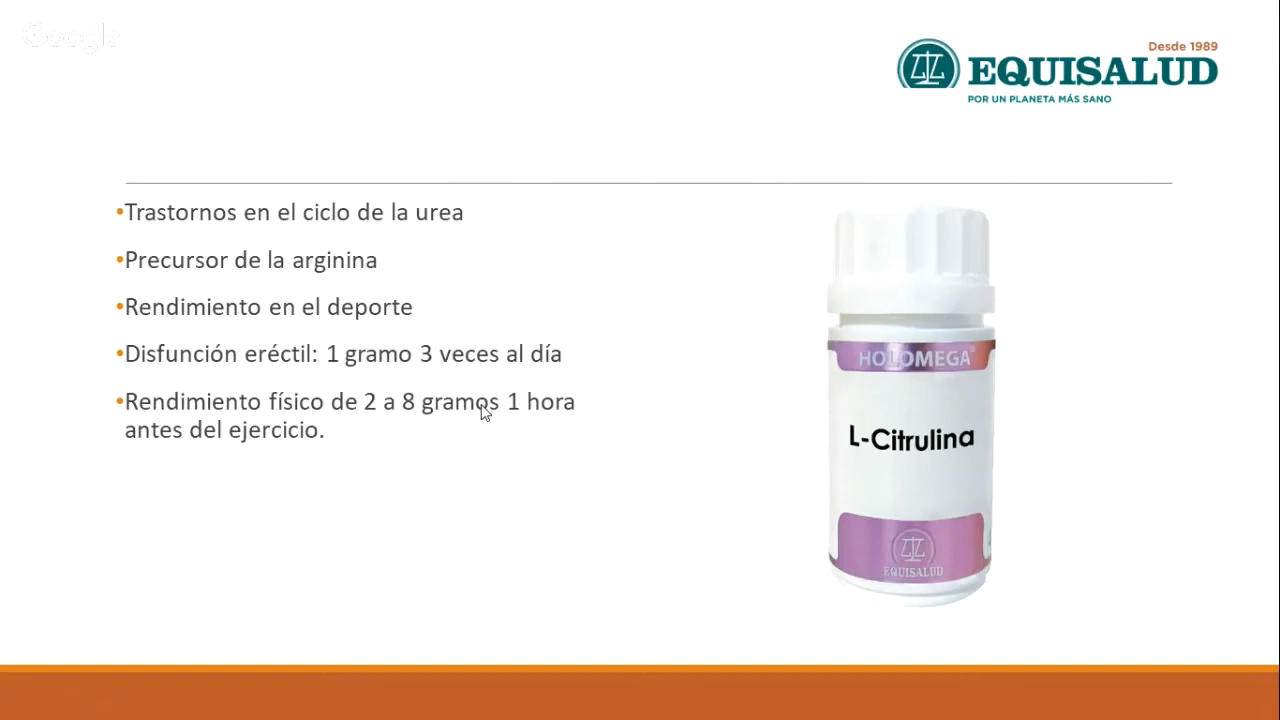 Google
Desde 1989
EQUISALUD
POR UN PLANETA MÁS SANO
•Trastornos en el ciclo de la urea
•Precursor de la arginina
•Rendimiento en el deporte
•Disfunción eréctil: 1 gramo 3 veces al día
•Rendimiento físico de 2 a 8 gramos 1 hora
antes del ejercicio.
HOLOMEGA®
L-Citrulina
EQUISALUD